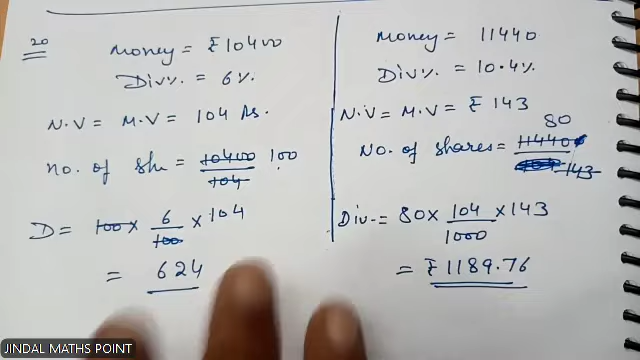 20
Money = ₹10400
Div% = 6%
N.V = M.V = 104 Rs.
no. of sh = 10400 100
104
D = 100 × 6/100 × 104
= 624
Money = 11440
Div% = 10.4%
N.V = M.V = ₹ 143
80
No. of shares = 11440
143
Div = 80 × 104/1000 × 143
= ₹1189.76
JINDAL MATHS POINT